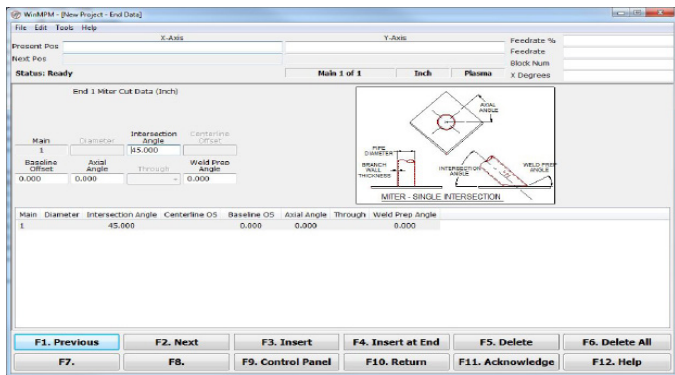 WinMPM - [New Project - End Data]
File Edit Tools Help
X-Axis Y-Axis
Present Pos
Next Pos
Feedrate %
Feedrate
Block Num
X Degrees
Status: Ready Main 1 of 1 Inch Plasma
End 1 Miter Cut Data (Inch)
Main Diameter Intersection Angle Centerline Offset
1 45.000
Baseline Offset Axial Angle Through Weld Prep Angle
0.000 0.000 0.000
AXIAL ANGLE
PIPE DIAMETER
BRANCH WALL THICKNESS
INTERSECTION ANGLE
WELD PREP ANGLE
MITER - SINGLE INTERSECTION
Main Diameter Intersection Angle Centerline OS Baseline OS Axial Angle Through Weld Prep Angle
1 45.000 0.000 0.000 0.000
F1. Previous F2. Next F3. Insert F4. Insert at End F5. Delete F6. Delete All
F7. F8. F9. Control Panel F10. Return F11. Acknowledge F12. Help